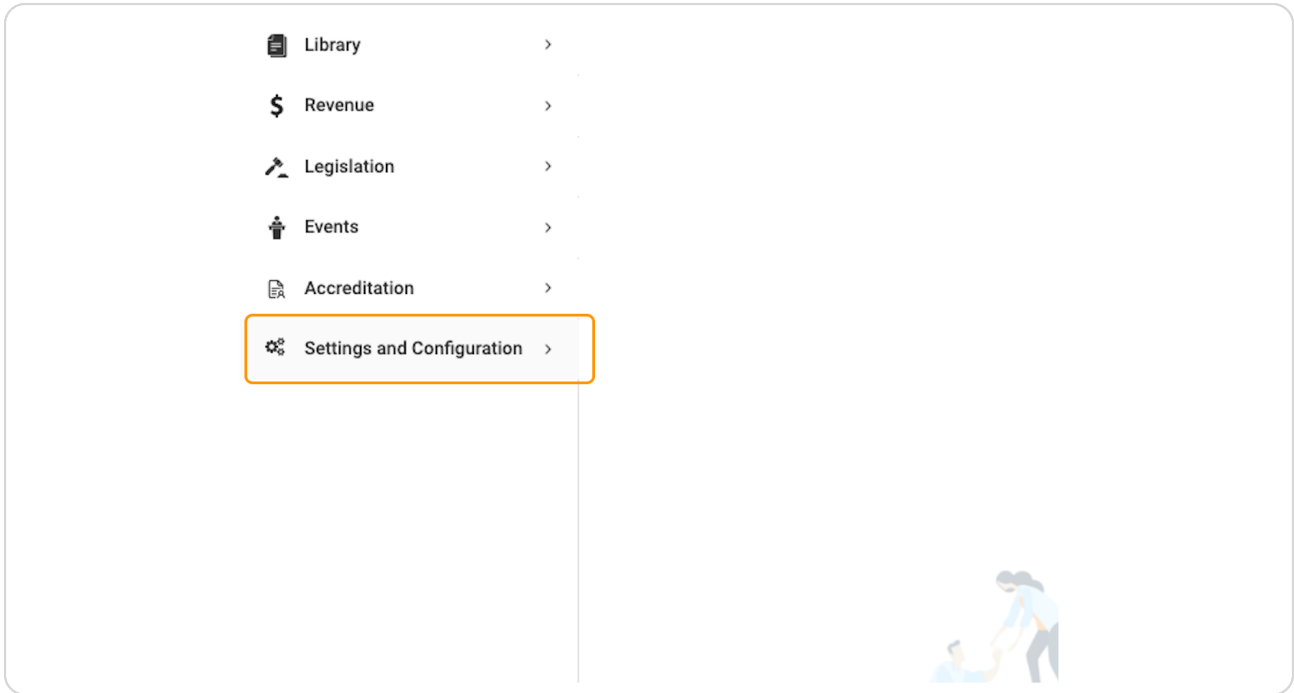 Library
Revenue
Legislation
Events
Accreditation
Settings and Configuration